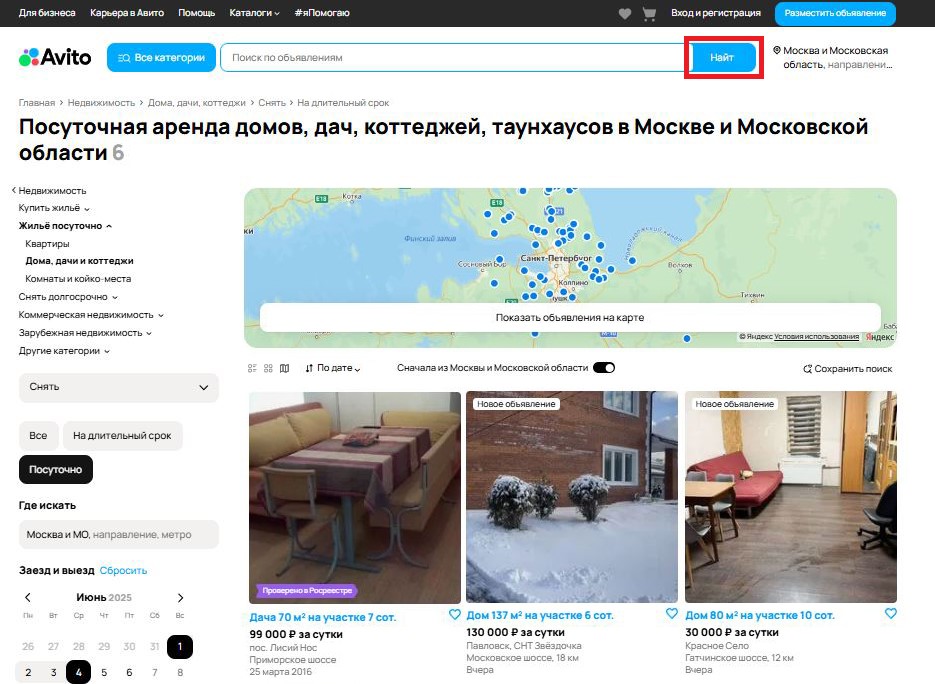 Для бизнеса Карьера в Авито Помощь Каталоги #яПомогаю Вход и регистрация Разместить объявление
Avito Все категории Поиск по объявлениям Найт Москва и Московская
область, направлени...
Главная > Недвижимость > Дома, дачи, коттеджи > Снять > На длительный срок
Посуточная аренда домов, дач, коттеджей, таунхаусов в Москве и Московской
области 6
Недвижимость
Купить жильё
Жильё посуточно
Квартиры
Дома, дачи и коттеджи
Комнаты и койко-места
Снять долгосрочно
Коммерческая недвижимость
Зарубежная недвижимость
Другие категории
Снять
Все На длительный срок
Посуточно
Где искать
Москва и МО, направление, метро
Заезд и выезд Сбросить
Июнь 2025
Пн Вт Ср Чт Пт Сб Вс
26 27 28 29 30 31 1
2 3 4 5 6 7 8
E18 Котка
E18
ки
Финский залив
Сосновый Бор
Санкт-Петербург
Волхов
Колпино
Тихвин
Показать объявления на карте
© Яндекс Условия использования Яндекс
По дате Сначала из Москвы и Московской области Сохранить поиск
Проверено в Росреестре
Дача 70 м² на участке 7 сот.
99 000 ₽ за сутки
пос. Лисий Нос
Приморское шоссе
25 марта 2016
Новое объявление
Дом 137 м² на участке 6 сот.
130 000 ₽ за сутки
Павловск, СНТ Звёздочка
Московское шоссе, 18 км
Вчера
Новое объявление
Дом 80 м² на участке 10 сот.
30 000 ₽ за сутки
Красное Село
Гатчинское шоссе, 12 км
Вчера